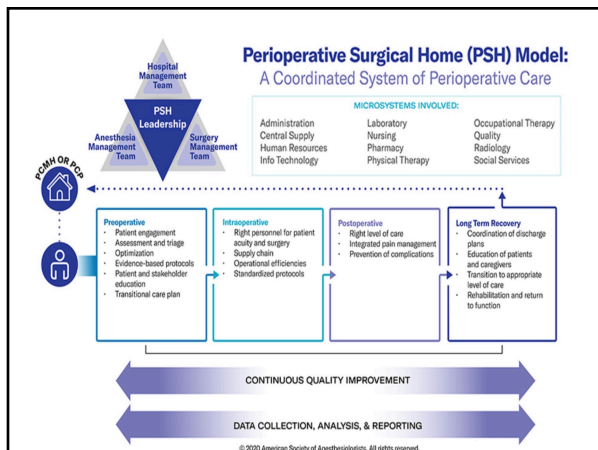 Perioperative Surgical Home (PSH) Model:
A Coordinated System of Perioperative Care
Hospital
Management
Team
PSH
Leadership
Anesthesia
Management
Team
Surgery
Management
Team
MICROSYSTEMS INVOLVED:
Administration
Central Supply
Human Resources
Info Technology
Laboratory
Nursing
Pharmacy
Physical Therapy
Occupational Therapy
Quality
Radiology
Social Services
PCMH OR PCP
Preoperative
• Patient engagement
• Assessment and triage
• Optimization
• Evidence-based protocols
• Patient and stakeholder
education
• Transitional care plan
Intraoperative
• Right personnel for patient
acuity and surgery
• Supply chain
• Operational efficiencies
• Standardized protocols
Postoperative
• Right level of care
• Integrated pain management
• Prevention of complications
Long Term Recovery
• Coordination of discharge
plans
• Education of patients
and caregivers
• Transition to appropriate
level of care
• Rehabilitation and return
to function
CONTINUOUS QUALITY IMPROVEMENT
DATA COLLECTION, ANALYSIS, & REPORTING
© 2020 American Society of Anesthesiologists. All rights reserved.